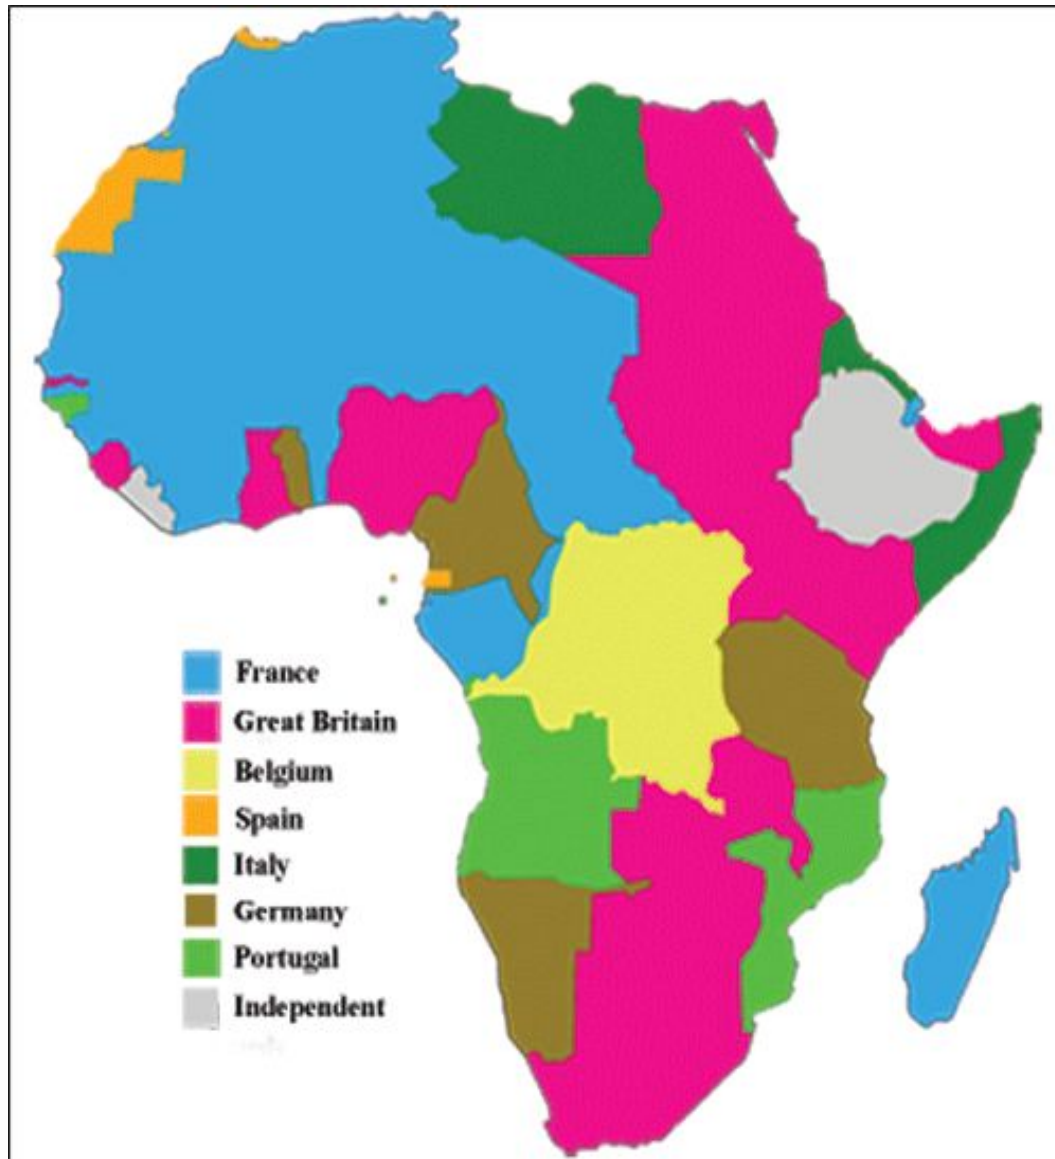 France
Great Britain
Belgium
Spain
Italy
Germany
Portugal
Independent